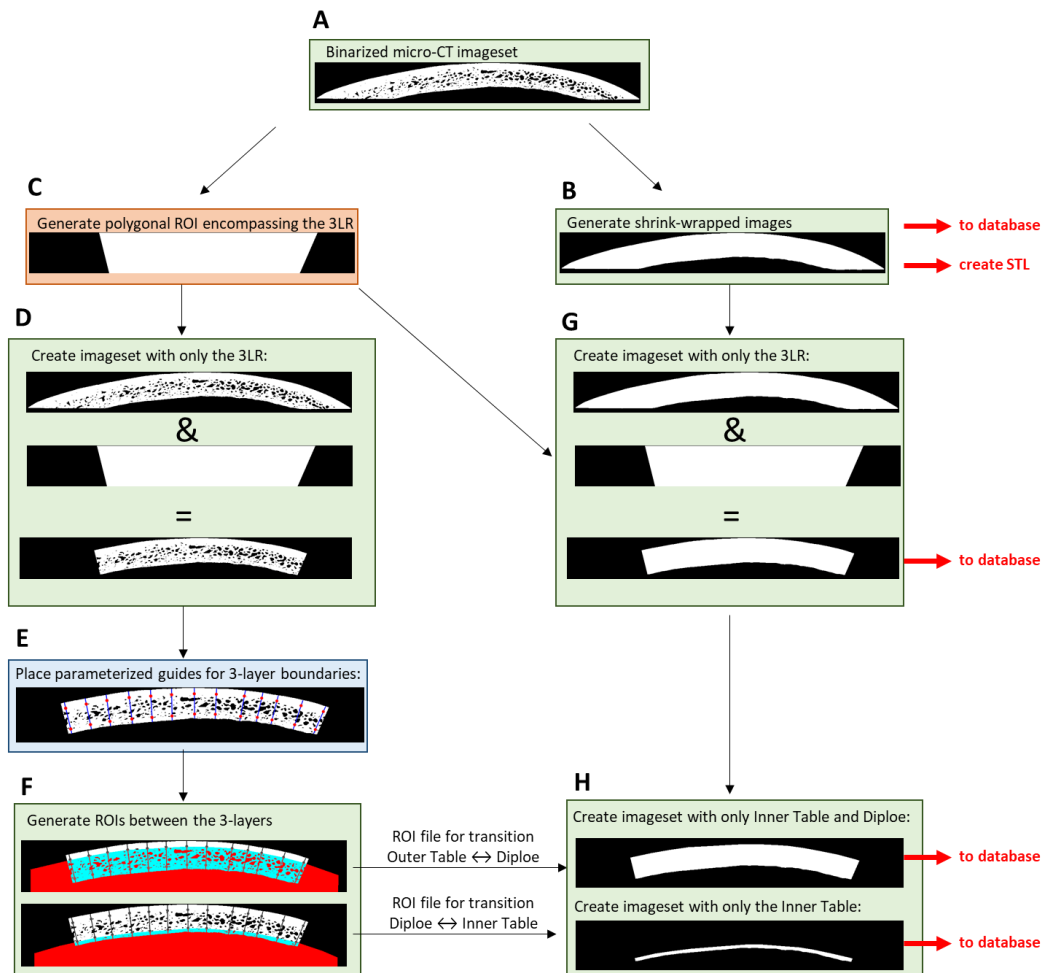 A
Binarized micro-CT imageset
C
Generate polygonal ROI encompassing the 3LR
B
Generate shrink-wrapped images
to database
create STL
D
Create imageset with only the 3LR:
&
=
G
Create imageset with only the 3LR:
&
=
to database
E
Place parameterized guides for 3-layer boundaries:
F
Generate ROIs between the 3-layers
ROI file for transition
Outer Table ↔ Diploe
ROI file for transition
Diploe ↔ Inner Table
H
Create imageset with only Inner Table and Diploe:
to database
Create imageset with only the Inner Table:
to database